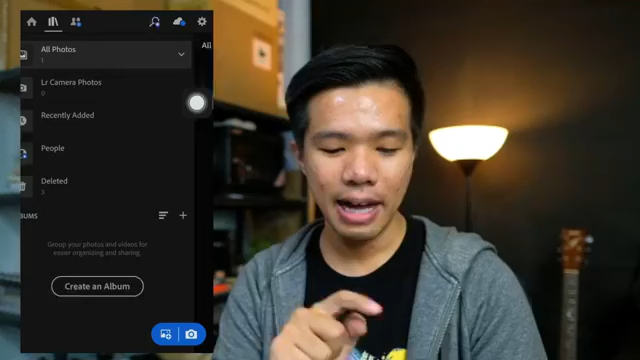 All Photos
1
All
Lr Camera Photos
0
Recently Added
People
Deleted
3
BUMS
Group your photos and videos for
easier organizing and sharing.
Create an Album